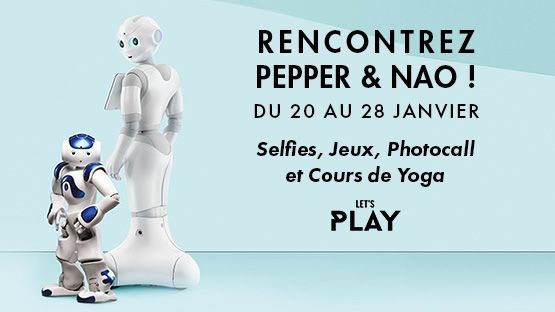 RENCONTREZ
PEPPER & NAO !
DU 20 AU 28 JANVIER
Selfies, Jeux, Photocall
et Cours de Yoga
LET'S
PLAY